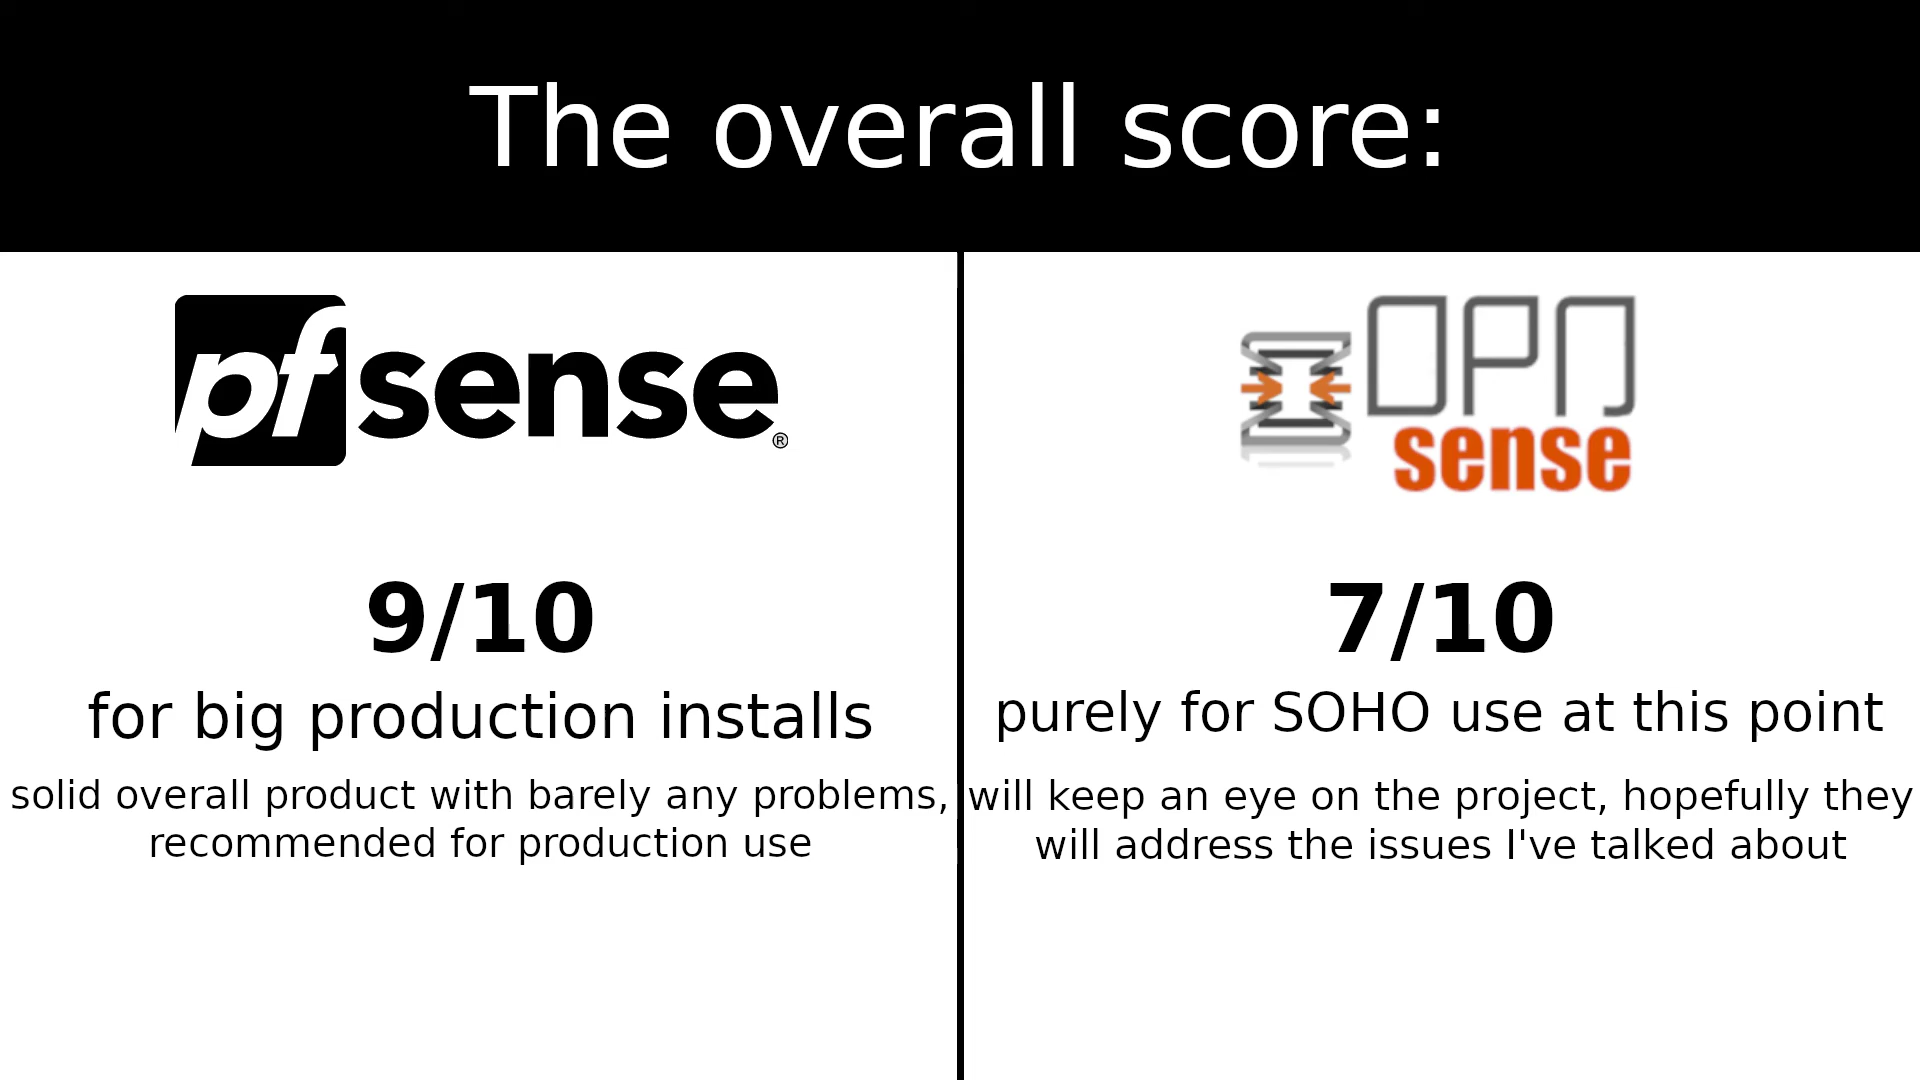 The overall score:
pfsense®
OPN
sense
9/10
for big production installs
solid overall product with barely any problems,
recommended for production use
7/10
purely for SOHO use at this point
will keep an eye on the project, hopefully they
will address the issues I've talked about